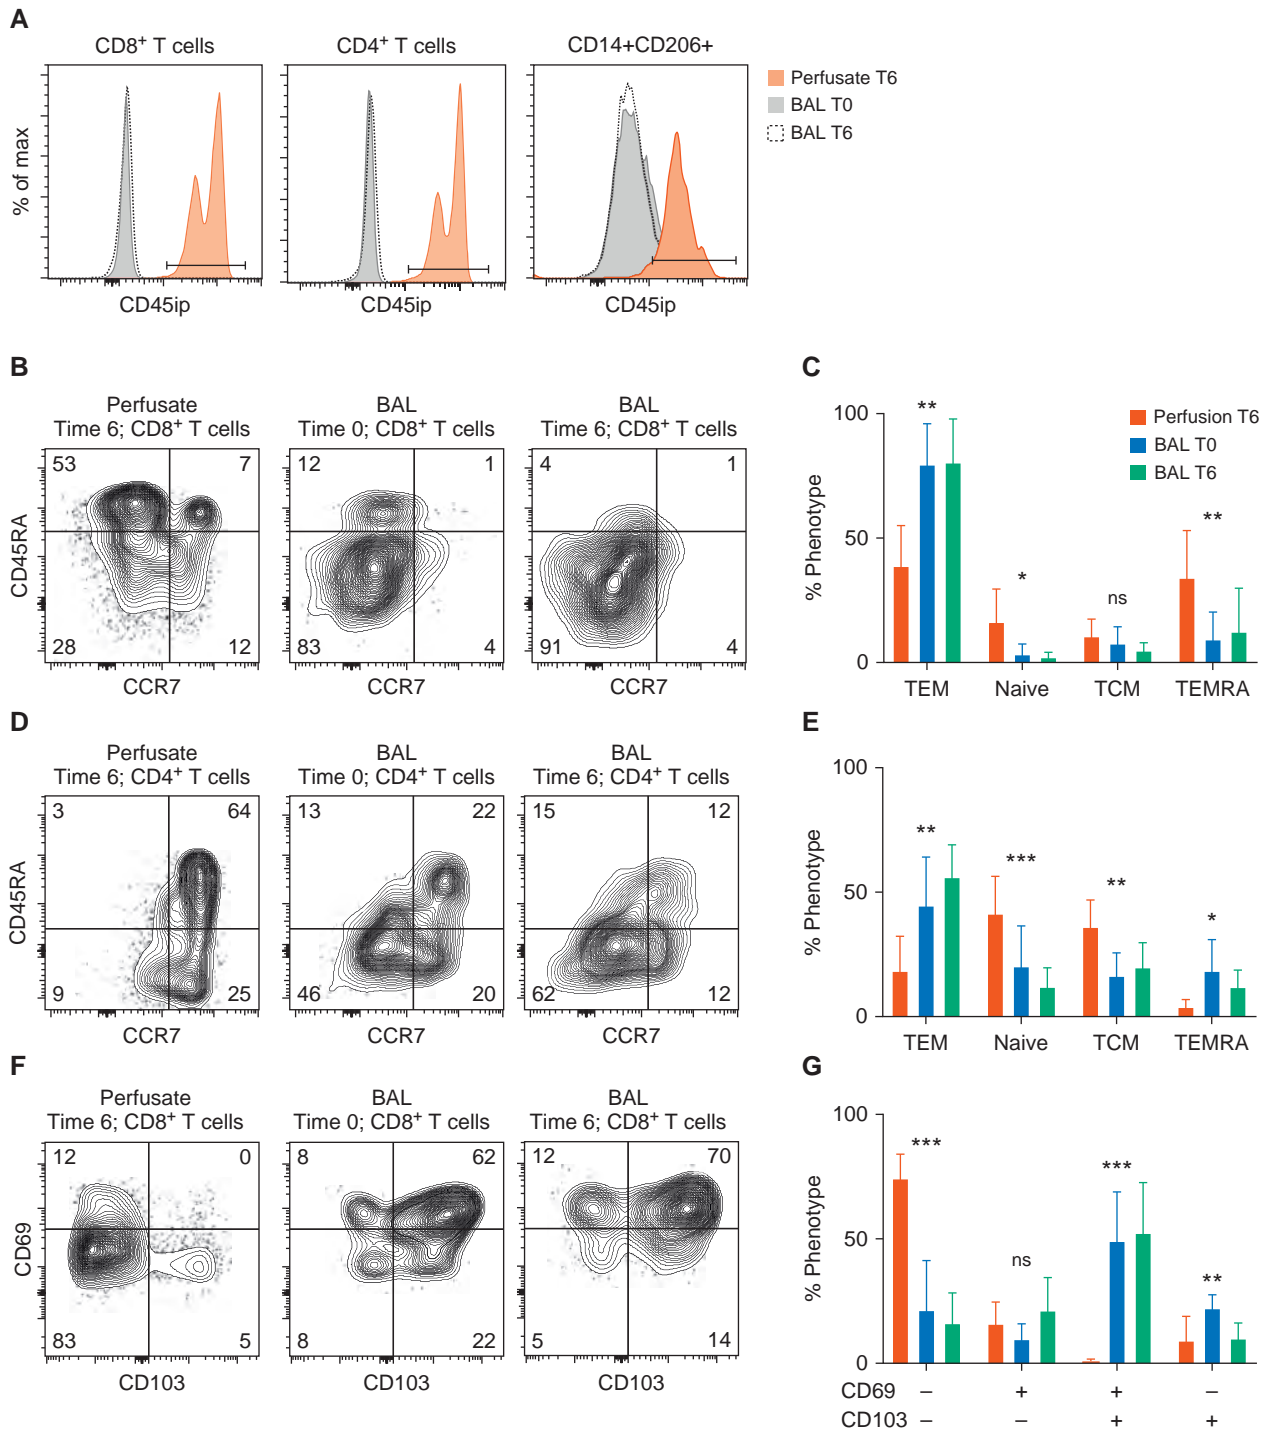 A
CD8+ T cells
CD4+ T cells
CD14+CD206+
% of max
CD45ip
CD45ip
CD45ip
Perfusate T6
BAL T0
BAL T6
B
Perfusate
Time 6; CD8+ T cells
BAL
Time 0; CD8+ T cells
BAL
Time 6; CD8+ T cells
CD45RA
53
7
28
12
12
1
83
4
4
1
91
4
CCR7
CCR7
CCR7
C
% Phenotype
100
50
0
**
*
ns
**
Perfusion T6
BAL T0
BAL T6
TEM
Naive
TCM
TEMRA
D
Perfusate
Time 6; CD4+ T cells
BAL
Time 0; CD4+ T cells
BAL
Time 6; CD4+ T cells
CD45RA
3
64
9
25
13
22
46
20
15
12
62
12
CCR7
CCR7
CCR7
E
% Phenotype
100
50
0
**
***
**
*
TEM
Naive
TCM
TEMRA
F
Perfusate
Time 6; CD8+ T cells
BAL
Time 0; CD8+ T cells
BAL
Time 6; CD8+ T cells
CD69
12
0
83
5
8
62
8
22
12
70
5
14
CD103
CD103
CD103
G
% Phenotype
100
50
0
***
ns
***
**
CD69 – + + –
CD103 – – + +